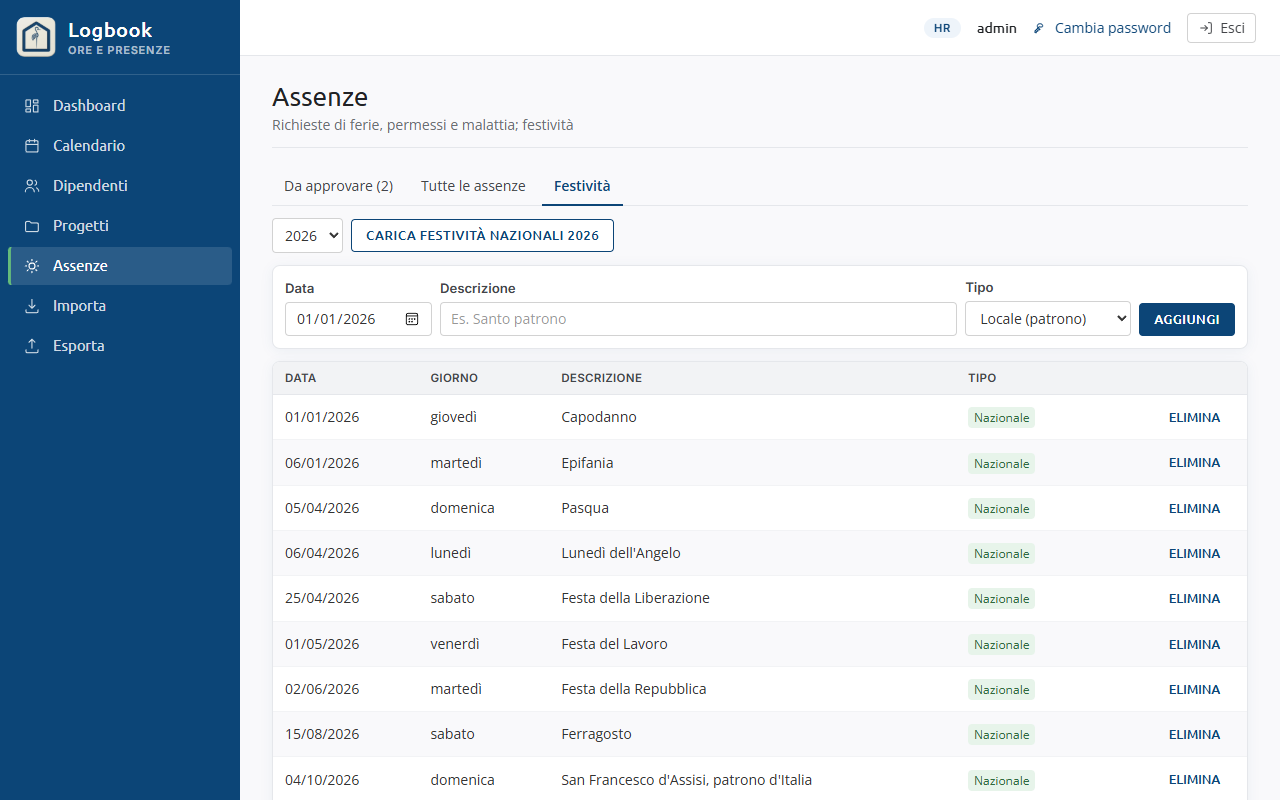 Logbook
ORE E PRESENZE
HR admin Cambia password Esci
Dashboard
Calendario
Dipendenti
Progetti
Assenze
Importa
Esporta
Assenze
Richieste di ferie, permessi e malattia; festività
Da approvare (2) Tutte le assenze Festività
2026 CARICA FESTIVITÀ NAZIONALI 2026
Data Descrizione Tipo
01/01/2026 Es. Santo patrono Locale (patrono) AGGIUNGI
DATA GIORNO DESCRIZIONE TIPO
01/01/2026 giovedì Capodanno Nazionale ELIMINA
06/01/2026 martedì Epifania Nazionale ELIMINA
05/04/2026 domenica Pasqua Nazionale ELIMINA
06/04/2026 lunedì Lunedì dell'Angelo Nazionale ELIMINA
25/04/2026 sabato Festa della Liberazione Nazionale ELIMINA
01/05/2026 venerdì Festa del Lavoro Nazionale ELIMINA
02/06/2026 martedì Festa della Repubblica Nazionale ELIMINA
15/08/2026 sabato Ferragosto Nazionale ELIMINA
04/10/2026 domenica San Francesco d'Assisi, patrono d'Italia Nazionale ELIMINA